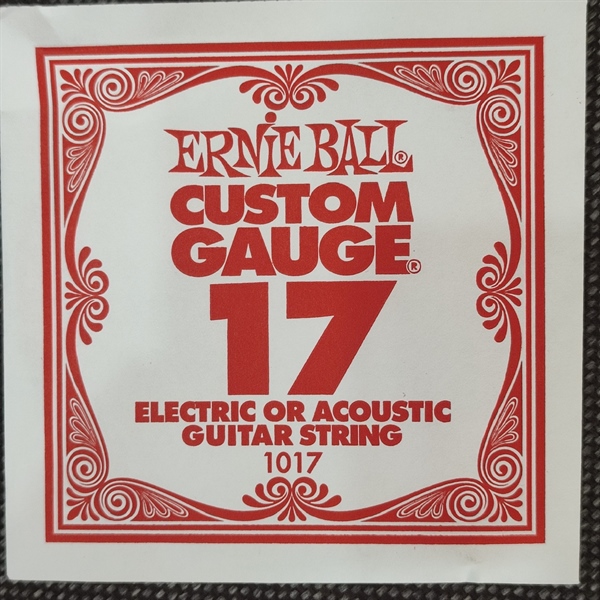 ERNIE BALL®
CUSTOM
GAUGE®
17
ELECTRIC OR ACOUSTIC
GUITAR STRING
1017